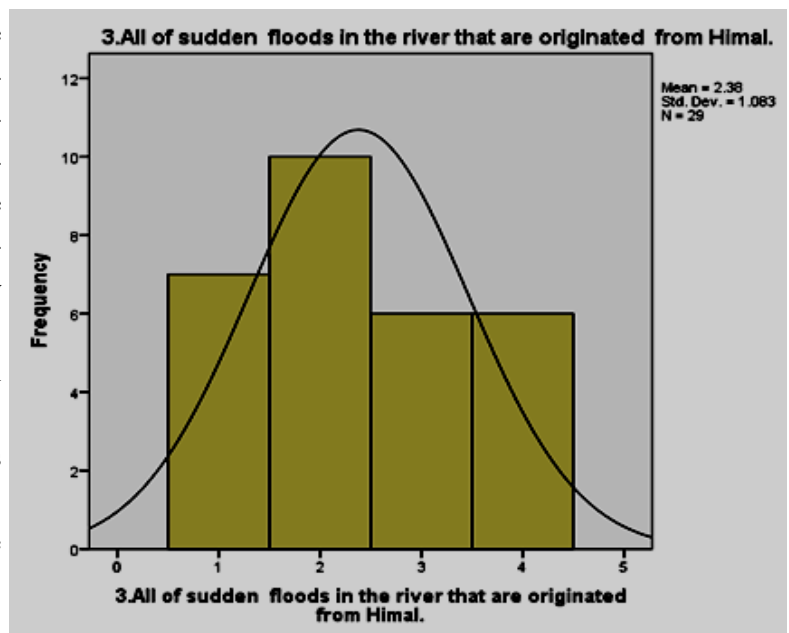 3.All of sudden floods in the river that are originated from Himal.
Mean = 2.38
Std. Dev. = 1.083
N = 29
12
10
8
6
4
2
0
Frequency
0 1 2 3 4 5
3.All of sudden floods in the river that are originated
from Himal.